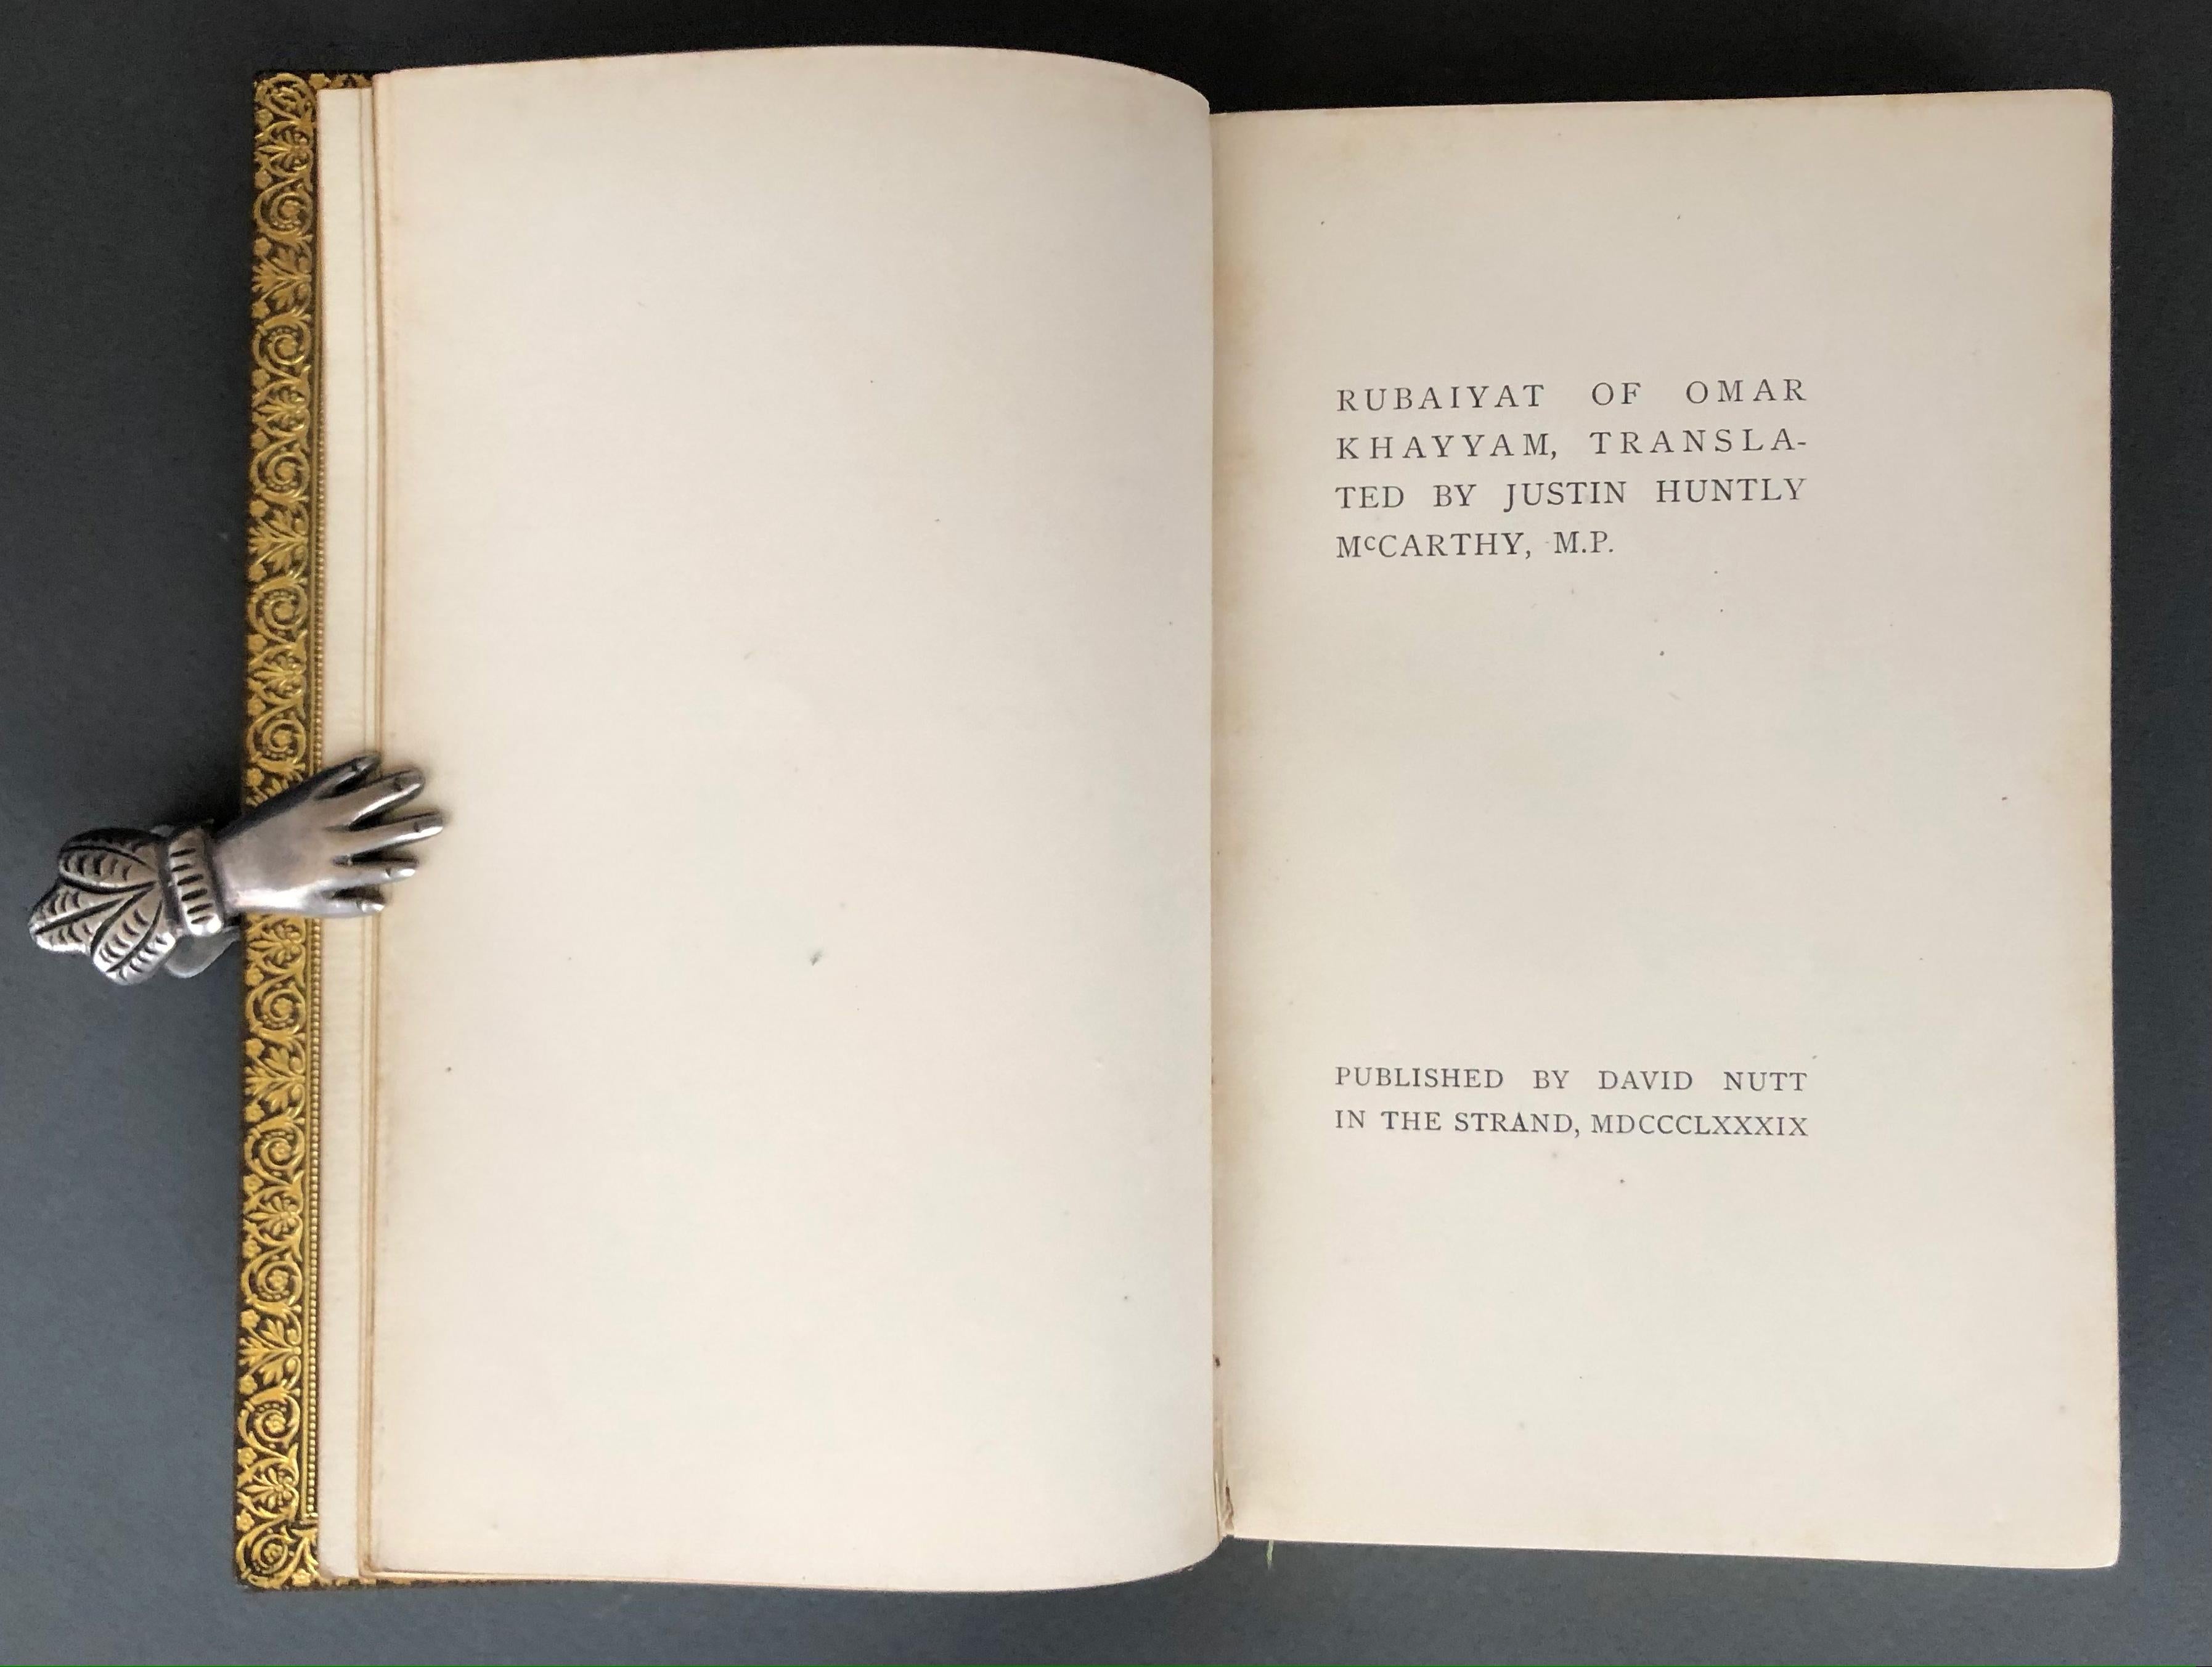 RUBAIYAT OF OMAR
KHAYYAM, TRANSLA-
TED BY JUSTIN HUNTLY
McCARTHY, M.P.
PUBLISHED BY DAVID NUTT
IN THE STRAND, MDCCCLXXXIX